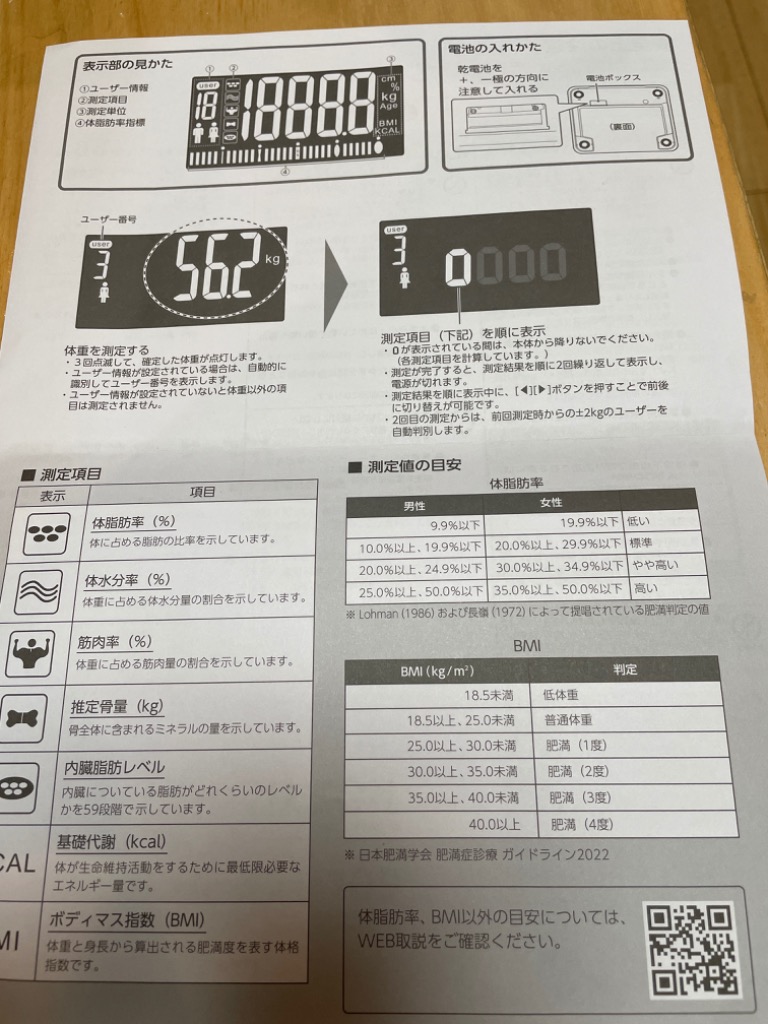 表示部の見かた
①ユーザー情報
②測定項目
③測定単位
④体脂肪率指標
①
②
③
user
18
1888.8
cm
%
kg
Age
BMI
KCAL
④
電池の入れかた
乾電池を
+、−極の方向に
注意して入れる
電池ボックス
(裏面)
ユーザー番号
user
3
56.2
kg
体重を測定する
・3回点滅して、確定した体重が点灯します。
・ユーザー情報が設定されている場合は、自動的に
識別してユーザー番号を表示します。
・ユーザー情報が設定されていないと体重以外の項
目は測定されません。
user
3
0000
測定項目(下記)を順に表示
・0が表示されている間は、本体から降りないでください。
(各測定項目を計算しています。)
・測定が完了すると、測定結果を順に2回繰り返して表示し、
電源が切れます。
・測定結果を順に表示中に、[◀][▶]ボタンを押すことで前後
に切り替えが可能です。
・2回目の測定からは、前回測定時からの±2kgのユーザーを
自動判別します。
■ 測定項目
表示 項目
体脂肪率(%)
体に占める脂肪の比率を示しています。
体水分率(%)
体重に占める体水分量の割合を示しています。
筋肉率(%)
体重に占める筋肉量の割合を示しています。
推定骨量(kg)
骨全体に含まれるミネラルの量を示しています。
内臓脂肪レベル
内臓についている脂肪がどれくらいのレベル
かを59段階で示しています。
CAL
基礎代謝(kcal)
体が生命維持活動をするために最低限必要な
エネルギー量です。
MI
ボディマス指数(BMI)
体重と身長から算出される肥満度を表す体格
指数です。
■ 測定値の目安
体脂肪率
男性 女性
9.9%以下 19.9%以下 低い
10.0%以上、19.9%以下 20.0%以上、29.9%以下 標準
20.0%以上、24.9%以下 30.0%以上、34.9%以下 やや高い
25.0%以上、50.0%以下 35.0%以上、50.0%以下 高い
※ Lohman (1986) および長嶺 (1972) によって提唱されている肥満判定の値
BMI
BMI (kg/m²) 判定
18.5未満 低体重
18.5以上、25.0未満 普通体重
25.0以上、30.0未満 肥満(1度)
30.0以上、35.0未満 肥満(2度)
35.0以上、40.0未満 肥満(3度)
40.0以上 肥満(4度)
※ 日本肥満学会 肥満症診療 ガイドライン2022
体脂肪率、BMI以外の目安については、
WEB取説をご確認ください。